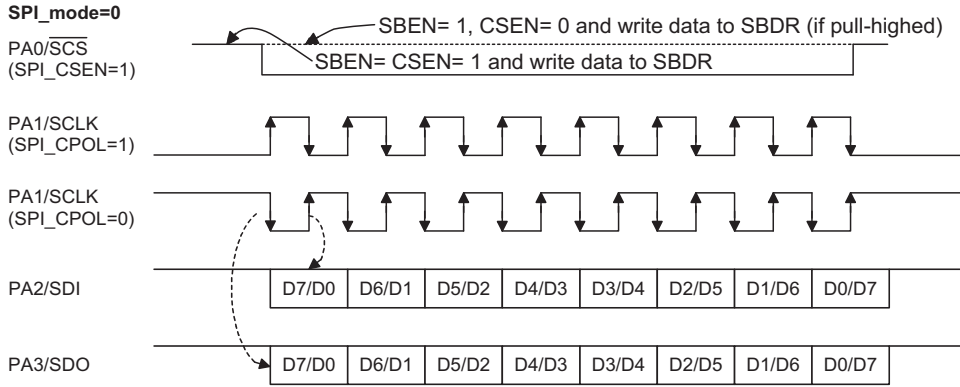 SPI_mode=0
SBEN= 1, CSEN= 0 and write data to SBDR (if pull-highed)
PA0/SCS
(SPI_CSEN=1)
SBEN= CSEN= 1 and write data to SBDR
PA1/SCLK
(SPI_CPOL=1)
PA1/SCLK
(SPI_CPOL=0)
PA2/SDI D7/D0 D6/D1 D5/D2 D4/D3 D3/D4 D2/D5 D1/D6 D0/D7
PA3/SDO D7/D0 D6/D1 D5/D2 D4/D3 D3/D4 D2/D5 D1/D6 D0/D7